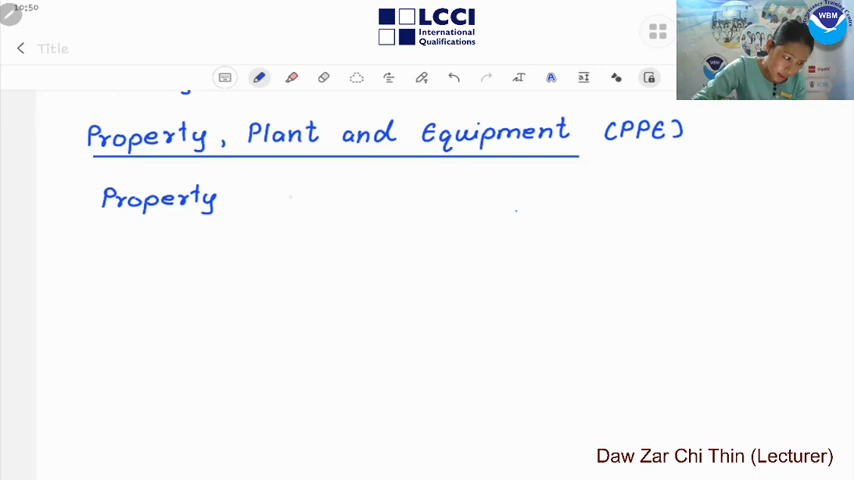 10:50
LCCI
International
Qualifications
WBM
Title
Property, Plant and Equipment (PPE)
Property
Daw Zar Chi Thin (Lecturer)